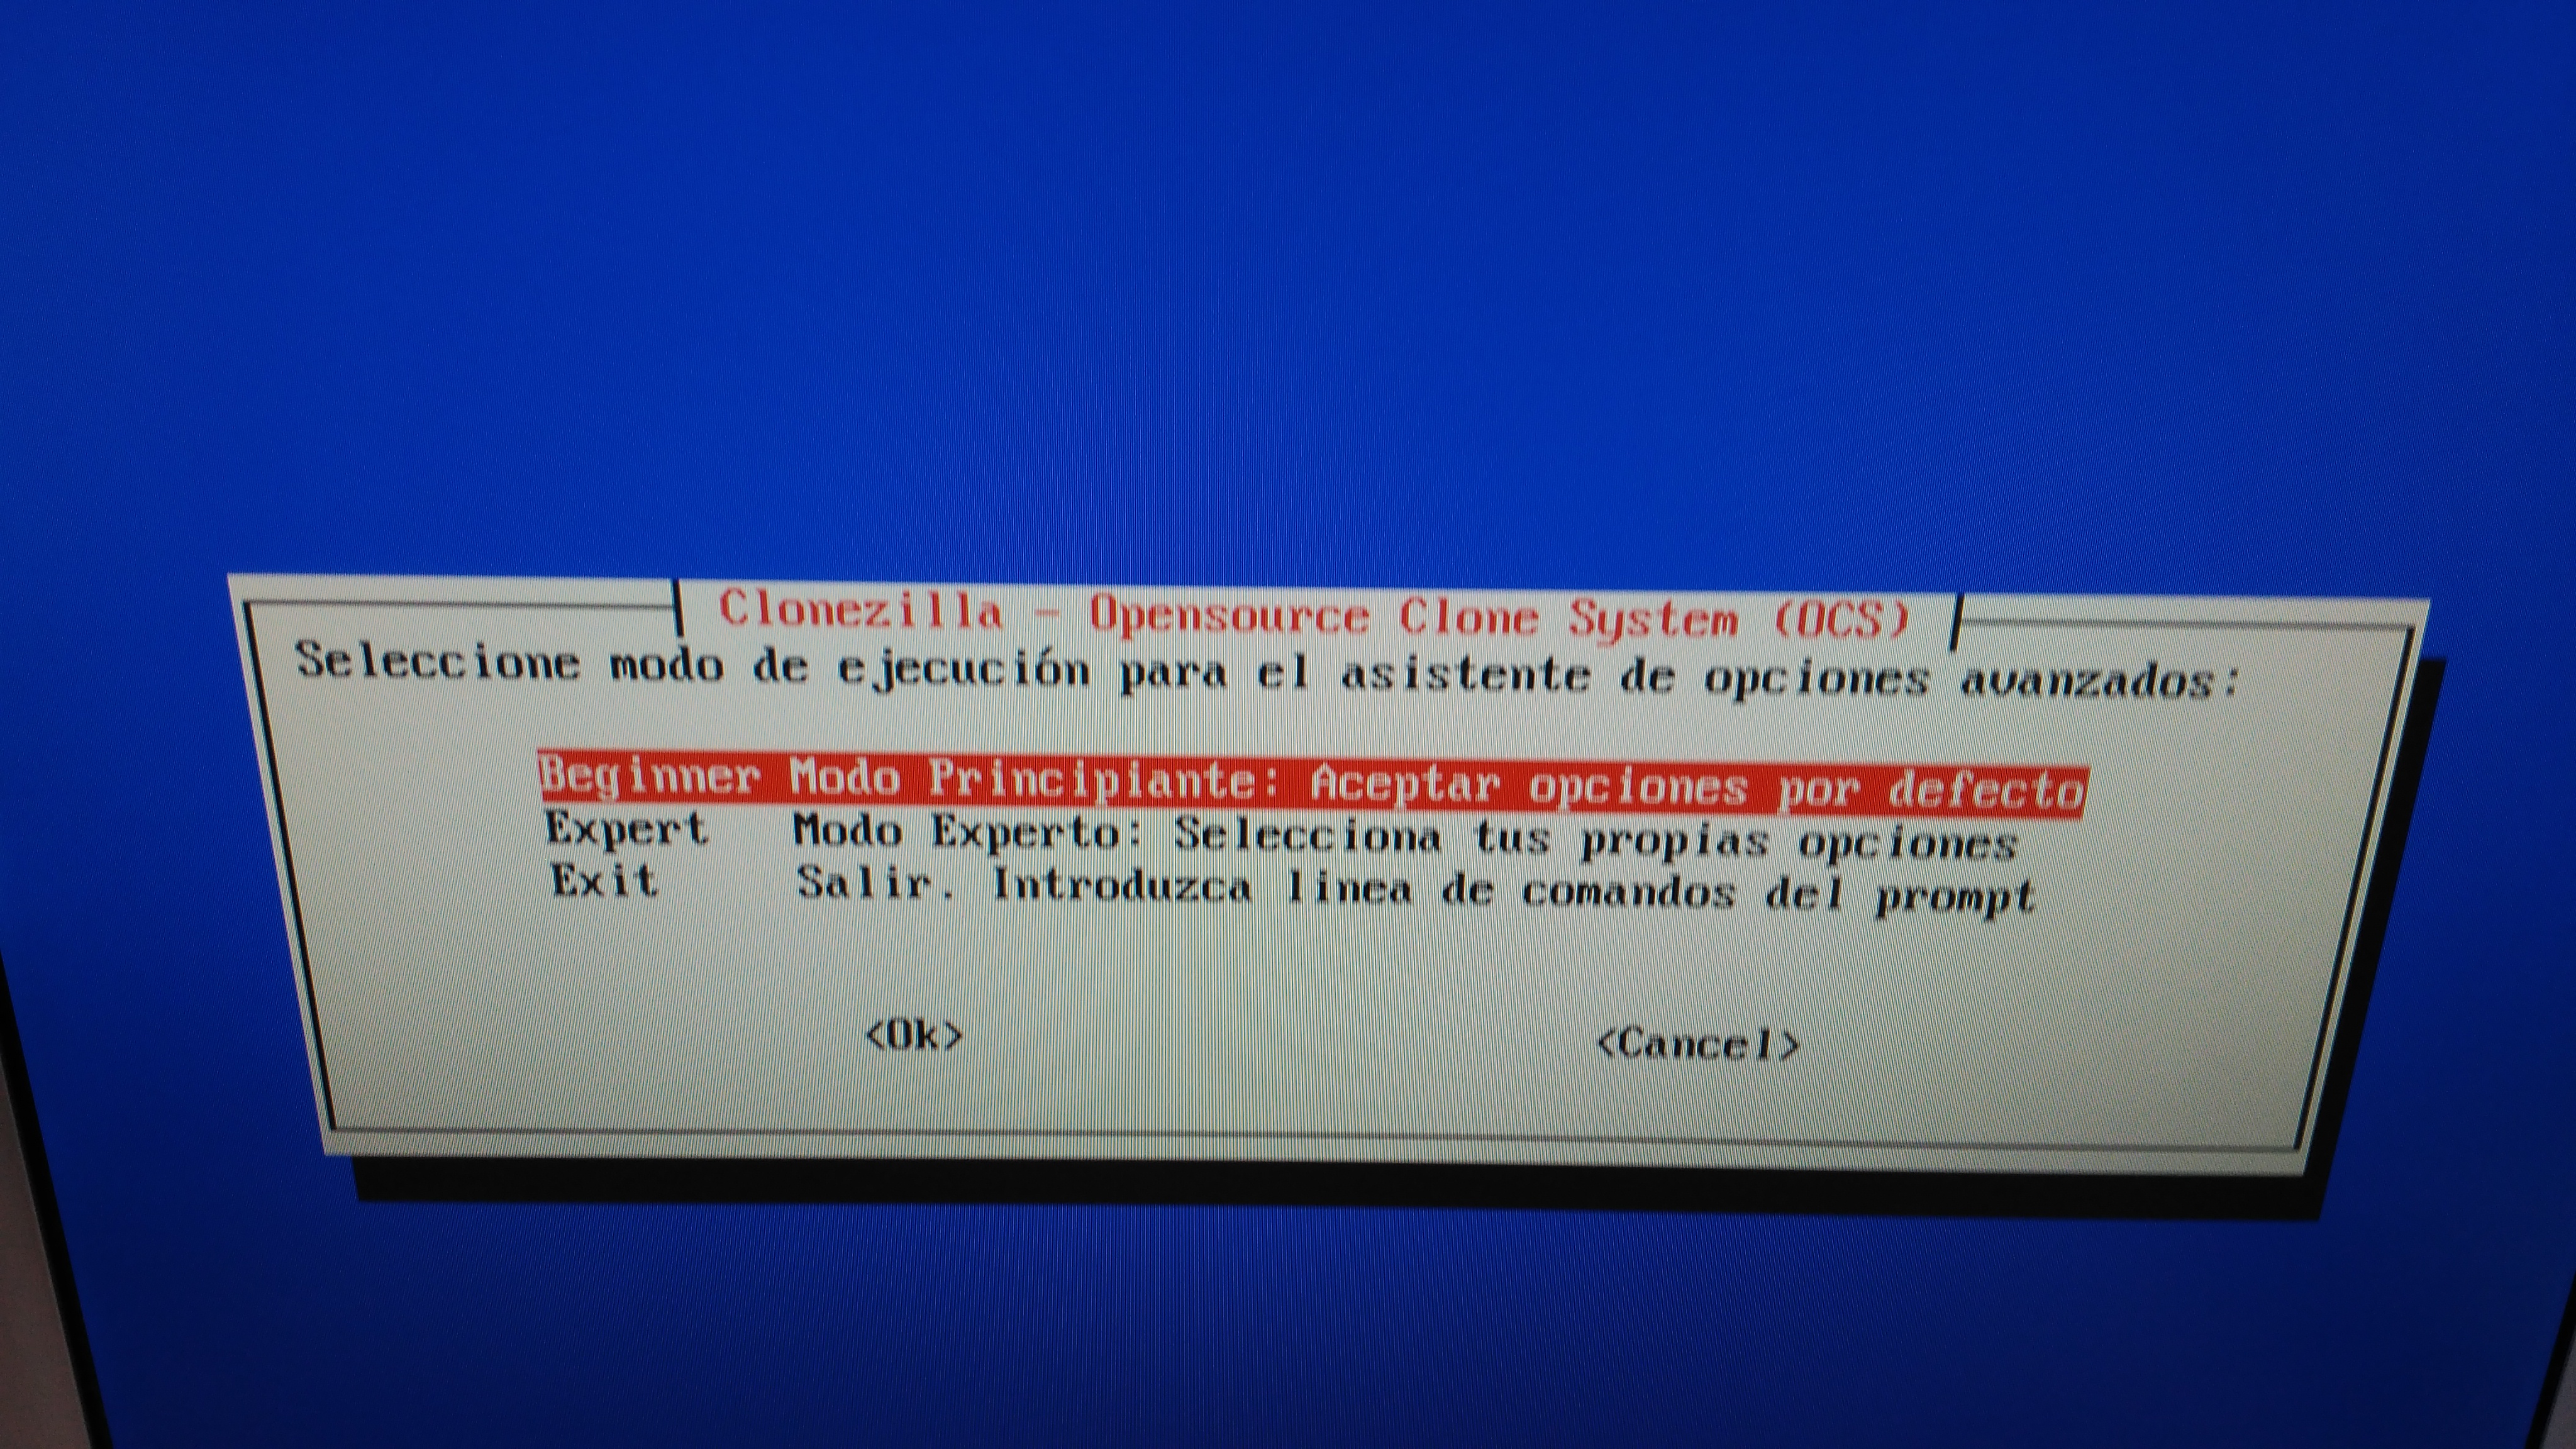 Clonezilla - Opensource Clone System (OCS)
Seleccione modo de ejecución para el asistente de opciones avanzados:
Beginner Modo Principiante: Aceptar opciones por defecto
Expert Modo Experto: Selecciona tus propias opciones
Exit Salir. Introduzca linea de comandos del prompt
<Ok> <Cancel>